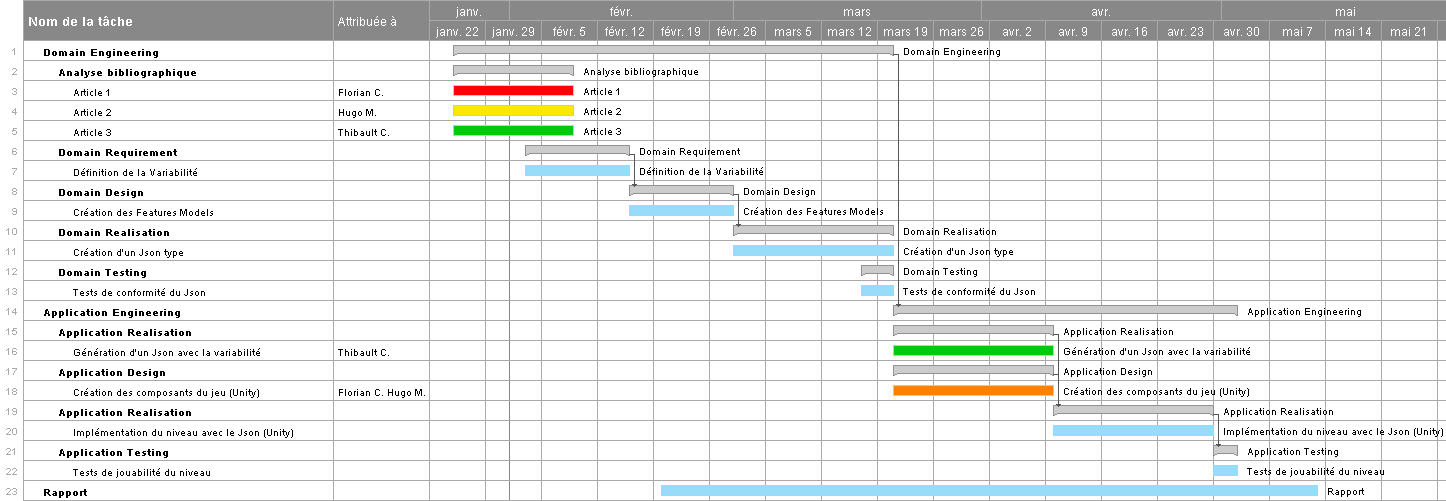 Nom de la tâche Attribuée à janv. févr. mars avr. mai
janv. 22 janv. 29 févr. 5 févr. 12 févr. 19 févr. 26 mars 5 mars 12 mars 19 mars 26 avr. 2 avr. 9 avr. 16 avr. 23 avr. 30 mai 7 mai 14 mai 21
1 Domain Engineering Domain Engineering
2 Analyse bibliographique Analyse bibliographique
3 Article 1 Florian C. Article 1
4 Article 2 Hugo M. Article 2
5 Article 3 Thibault C. Article 3
6 Domain Requirement Domain Requirement
7 Définition de la Variabilité Définition de la Variabilité
8 Domain Design Domain Design
9 Création des Features Models Création des Features Models
10 Domain Realisation Domain Realisation
11 Création d'un Json type Création d'un Json type
12 Domain Testing Domain Testing
13 Tests de conformité du Json Tests de conformité du Json
14 Application Engineering Application Engineering
15 Application Realisation Application Realisation
16 Génération d'un Json avec la variabilité Thibault C. Génération d'un Json avec la variabilité
17 Application Design Application Design
18 Création des composants du jeu (Unity) Florian C. Hugo M. Création des composants du jeu (Unity)
19 Application Realisation Application Realisation
20 Implémentation du niveau avec le Json (Unity) Implémentation du niveau avec le Json (Unity)
21 Application Testing Application Testing
22 Tests de jouabilité du niveau Tests de jouabilité du niveau
23 Rapport Rapport